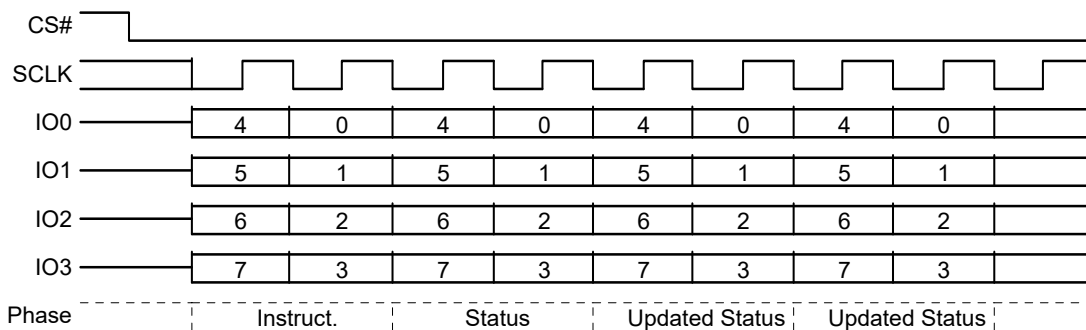 CS#
SCLK
IO0 4 0 4 0 4 0 4 0
IO1 5 1 5 1 5 1 5 1
IO2 6 2 6 2 6 2 6 2
IO3 7 3 7 3 7 3 7 3
Phase Instruct. Status Updated Status Updated Status